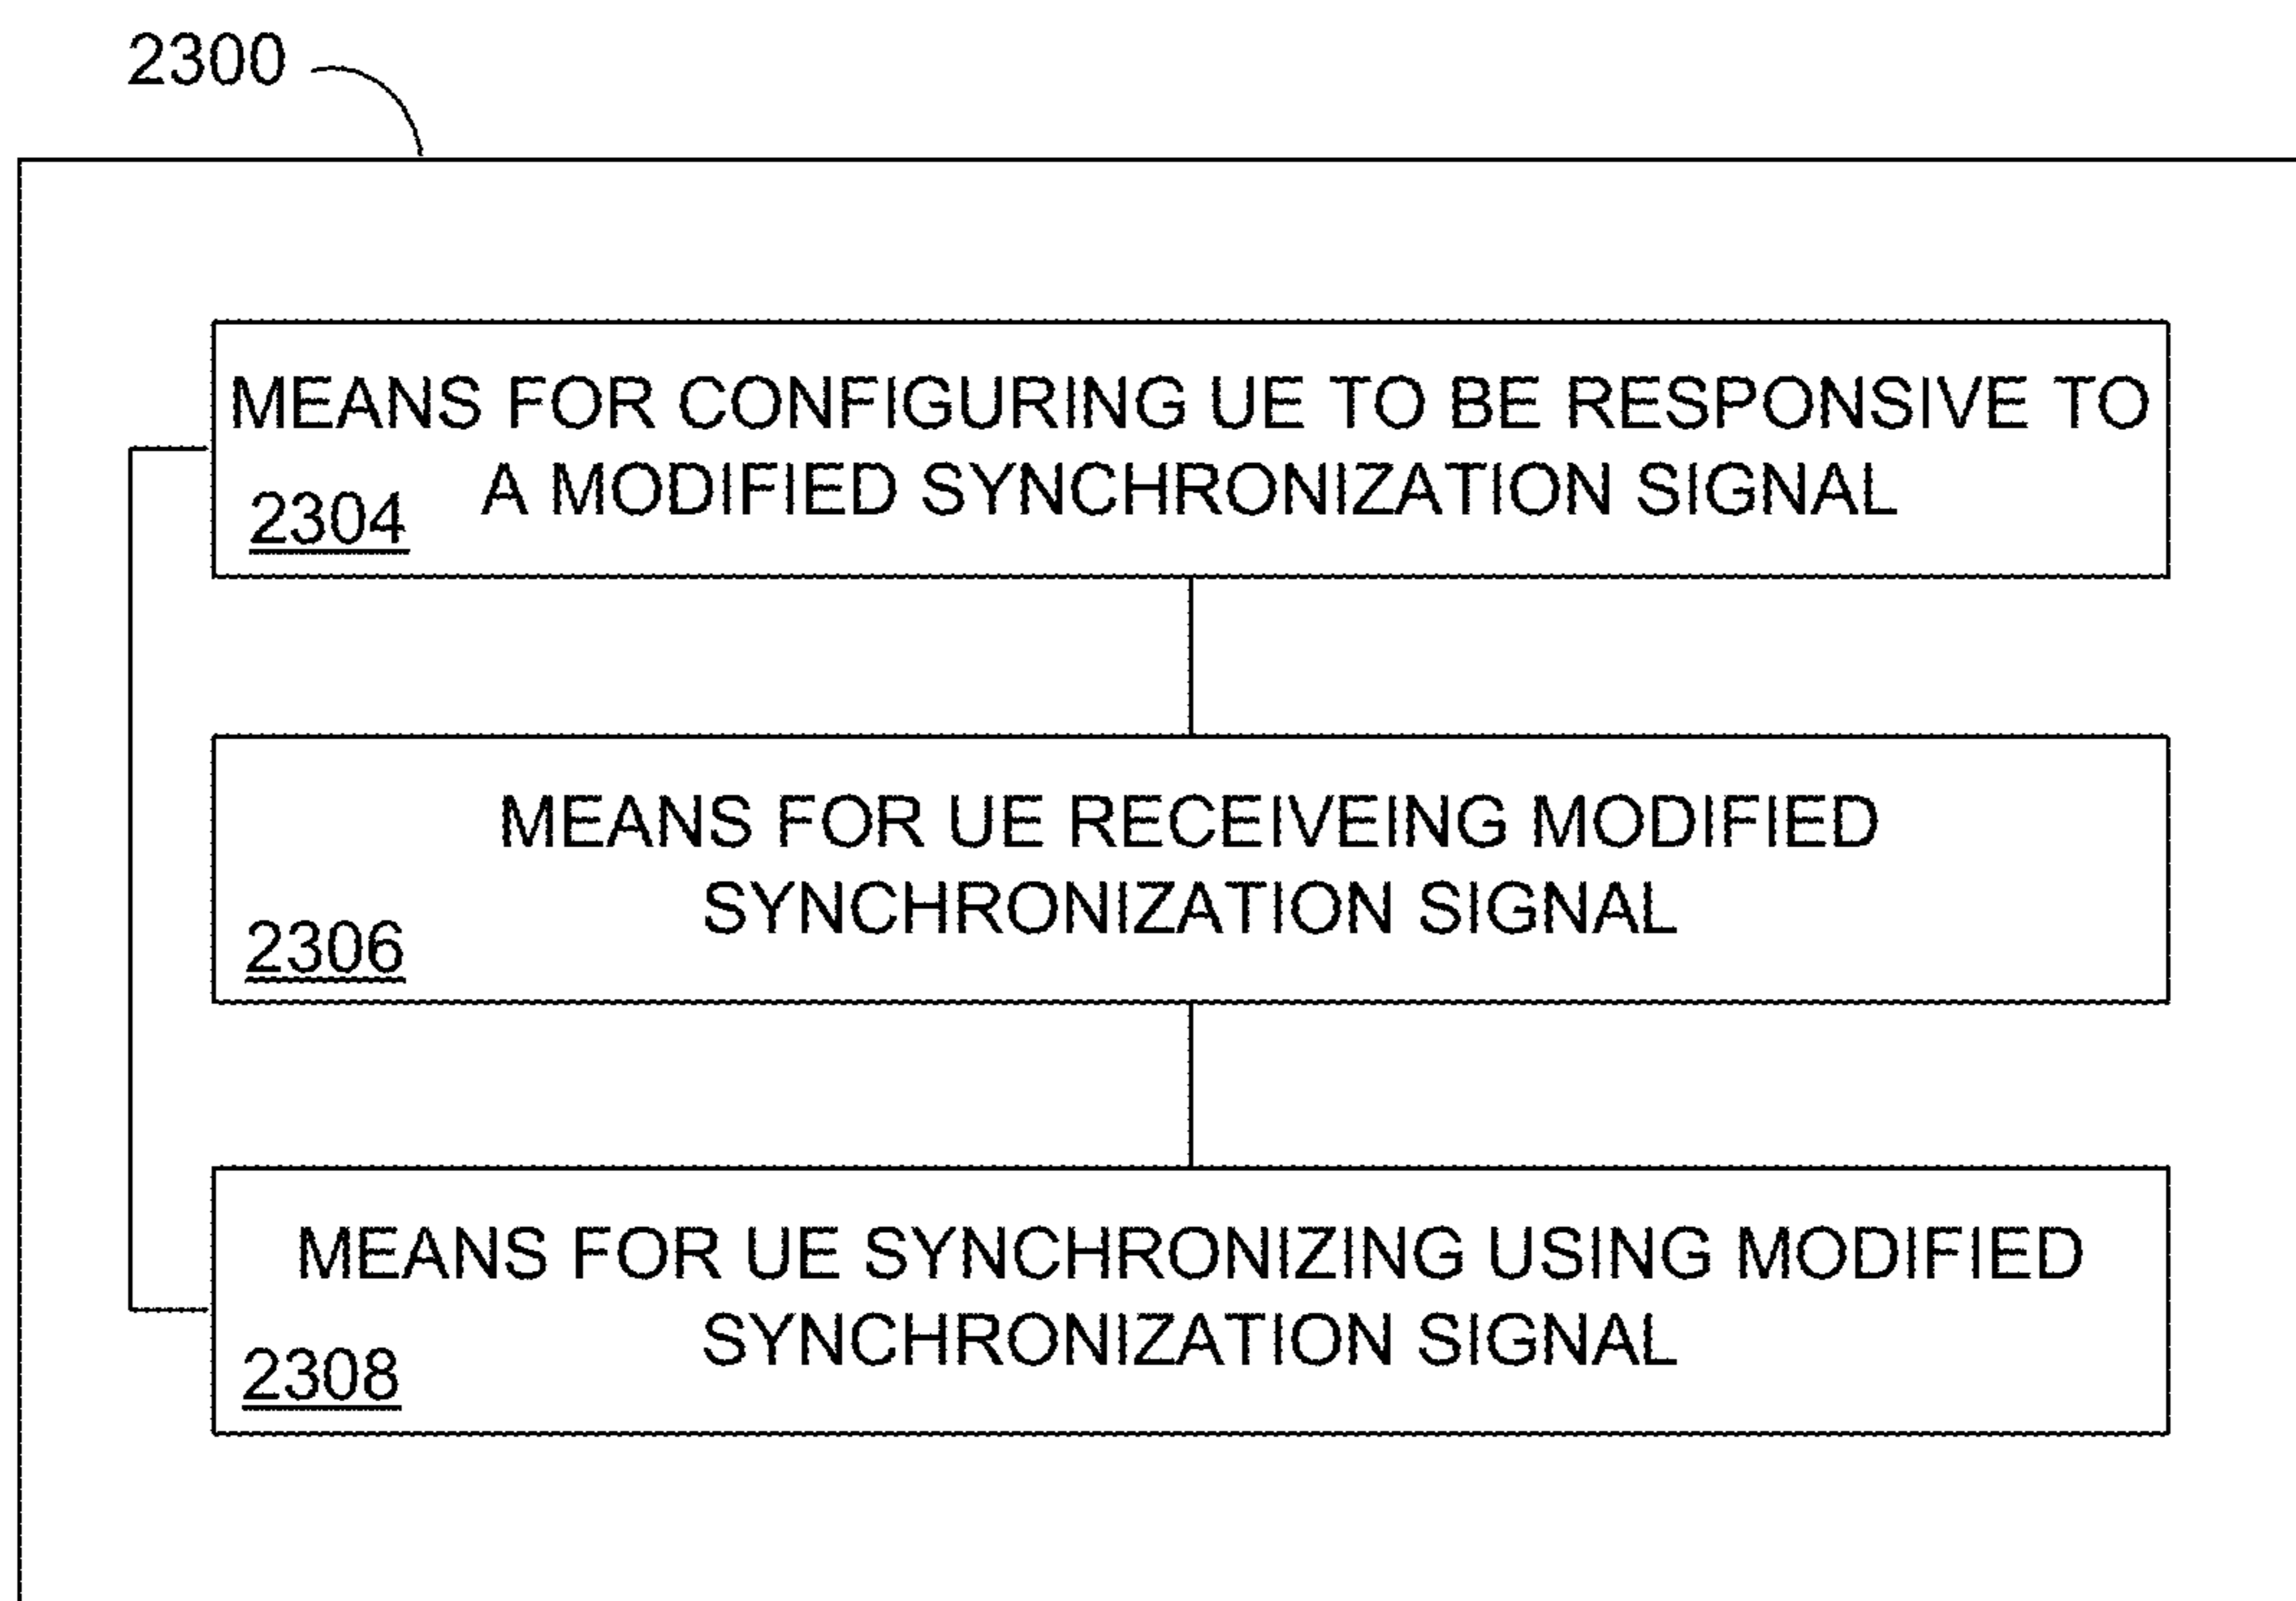 2300
MEANS FOR CONFIGURING UE TO BE RESPONSIVE TO
A MODIFIED SYNCHRONIZATION SIGNAL
2304
MEANS FOR UE RECEIVEING MODIFIED
SYNCHRONIZATION SIGNAL
2306
MEANS FOR UE SYNCHRONIZING USING MODIFIED
SYNCHRONIZATION SIGNAL
2308